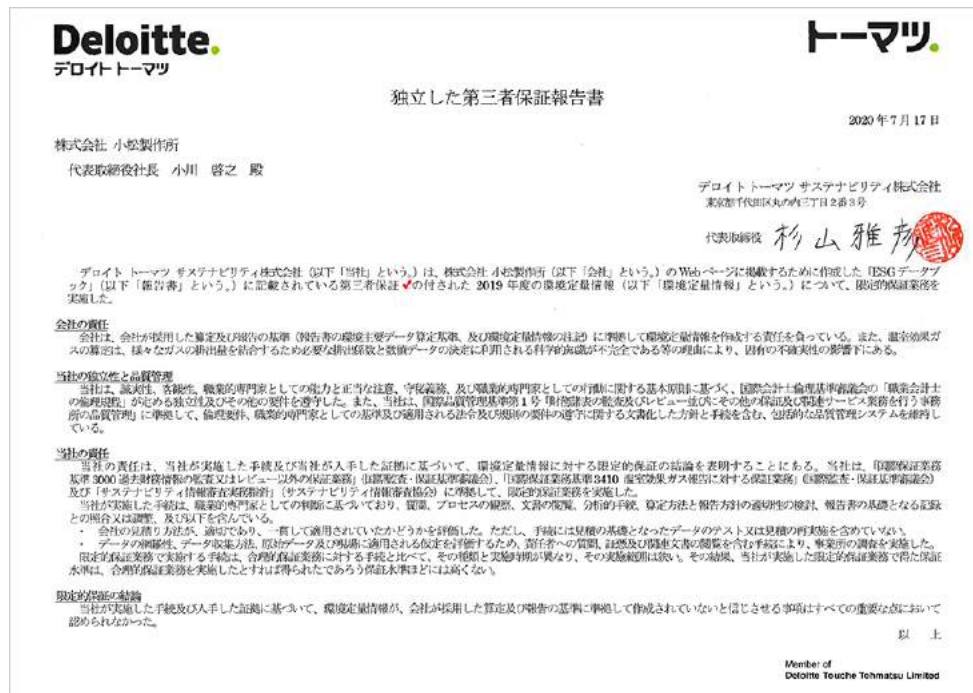 Deloitte.
デロイト トーマツ
トーマツ.
独立した第三者保証報告書
2020年7月17日
株式会社 小松製作所
代表取締役社長 小川 啓之 殿
デロイト トーマツ サステナビリティ株式会社
東京都千代田区丸の内三丁目2番3号
代表取締役 杉山雅彦
デロイト トーマツ サステナビリティ株式会社(以下「当社」という。)は、株式会社 小松製作所(以下「会社」という。)のWebページに掲載するために作成した「ESGデータブ
ック」(以下「報告書」という。)に記載されている第三者保証✔の付された 2019 年度の環境定量情報(以下「環境定量情報」という。)について、限定的保証業務を
実施した。
会社の責任
会社は、会社が採用した算定及び報告の基準(報告書の環境主要データ算定基準、及び環境定量情報の注記)に準拠して環境定量情報を作成する責任を負っている。また、温室効果ガ
スの算定は、様々なガスの排出量を結合するため必要な排出係数と数値データの決定に利用される科学的知識が不完全である等の理由により、固有の不確実性の影響下にある。
当社の独立性と品質管理
当社は、誠実性、客観性、職業的専門家としての能力と正当な注意、守秘義務、及び職業的専門家としての行動に関する基本原則に基づく、国際会計士倫理基準審議会の「職業会計士
の倫理規程」が定める独立性及びその他の要件を遵守した。また、当社は、国際品質管理基準第1号「財務諸表の監査及びレビュー並びにその他の保証及び関連サービス業務を行う事務
所の品質管理」に準拠して、倫理要件、職業的専門家としての基準及び適用される法令及び規則の要件の遵守に関する文書化した方針と手続を含む、包括的な品質管理システムを維持し
ている。
当社の責任
当社の責任は、当社が実施した手続及び当社が入手した証拠に基づいて、環境定量情報に対する限定的保証の結論を表明することにある。当社は、「国際保証業務
基準 3000 過去財務情報の監査又はレビュー以外の保証業務」(国際監査・保証基準審議会)、「国際保証業務基準3410 温室効果ガス報告に対する保証業務」(国際監査・保証基準審議会)
及び「サステナビリティ情報審査実務指針」(サステナビリティ情報審査協会)に準拠して、限定的保証業務を実施した。
当社が実施した手続は、職業的専門家としての判断に基づいており、質問、プロセスの観察、文書の閲覧、分析的手続、算定方法と報告方針の適切性の検討、報告書の基礎となる記録
との照合又は調整、及び以下を含んでいる。
・ 会社の見積り方法が、適切であり、一貫して適用されていたかどうかを評価した。ただし、手続には見積の基礎となったデータのテスト又は見積の再実施を含めていない。
・ データの網羅性、データ収集方法、原始データ及び現場に適用される仮定を評価するため、責任者への質問、証憑及び関連文書の閲覧を含む手続により、事業所の調査を実施した。
限定的保証業務で実施する手続は、合理的保証業務に対する手続と比べて、その種類と実施時期が異なり、その実施範囲は狭い。その結果、当社が実施した限定的保証業務で得た保証
水準は、合理的保証業務を実施したとすれば得られたであろう保証水準ほどには高くない。
限定的保証の結論
当社が実施した手続及び入手した証拠に基づいて、環境定量情報が、会社が採用した算定及び報告の基準に準拠して作成されていないと信じさせる事項はすべての重要な点において
認められなかった。
以 上
Member of
Deloitte Touche Tohmatsu Limited